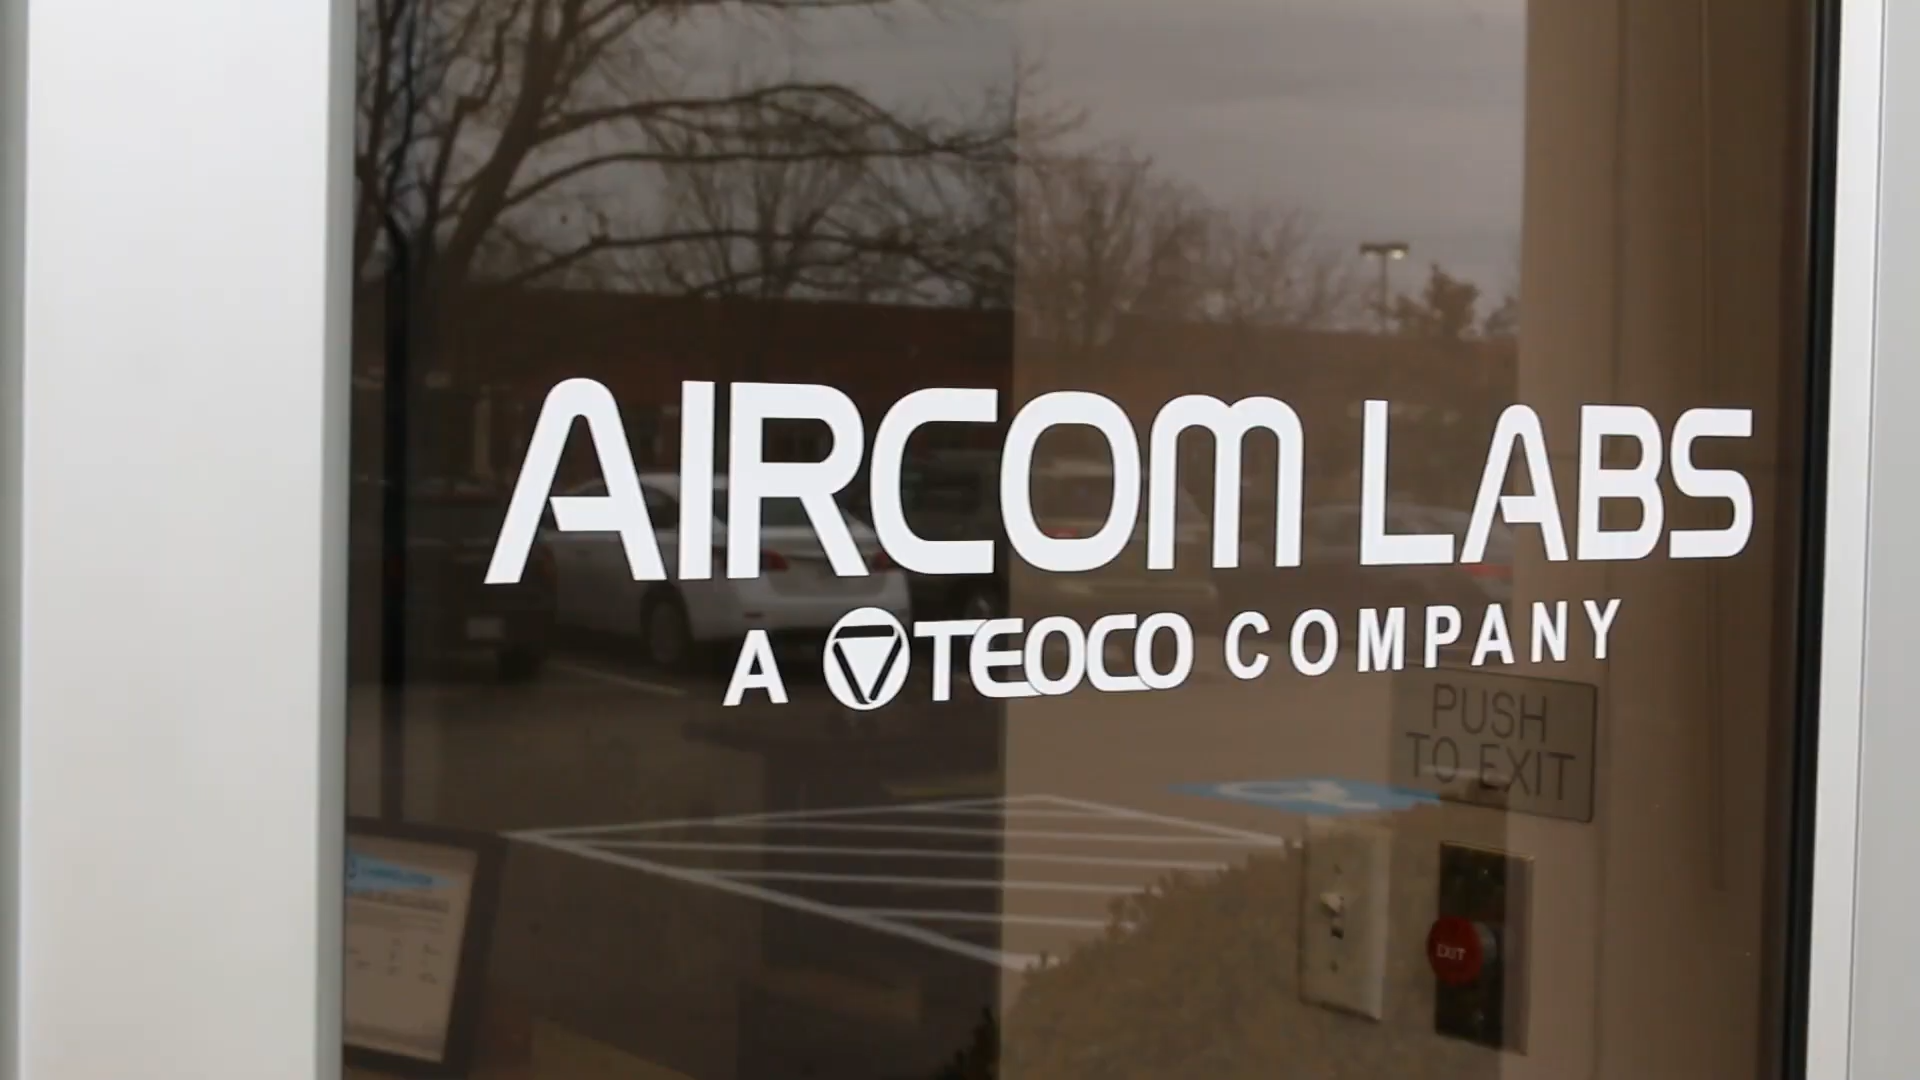 AIRCOM LABS
A TEOCO COMPANY
PUSH
TO EXIT
EXIT